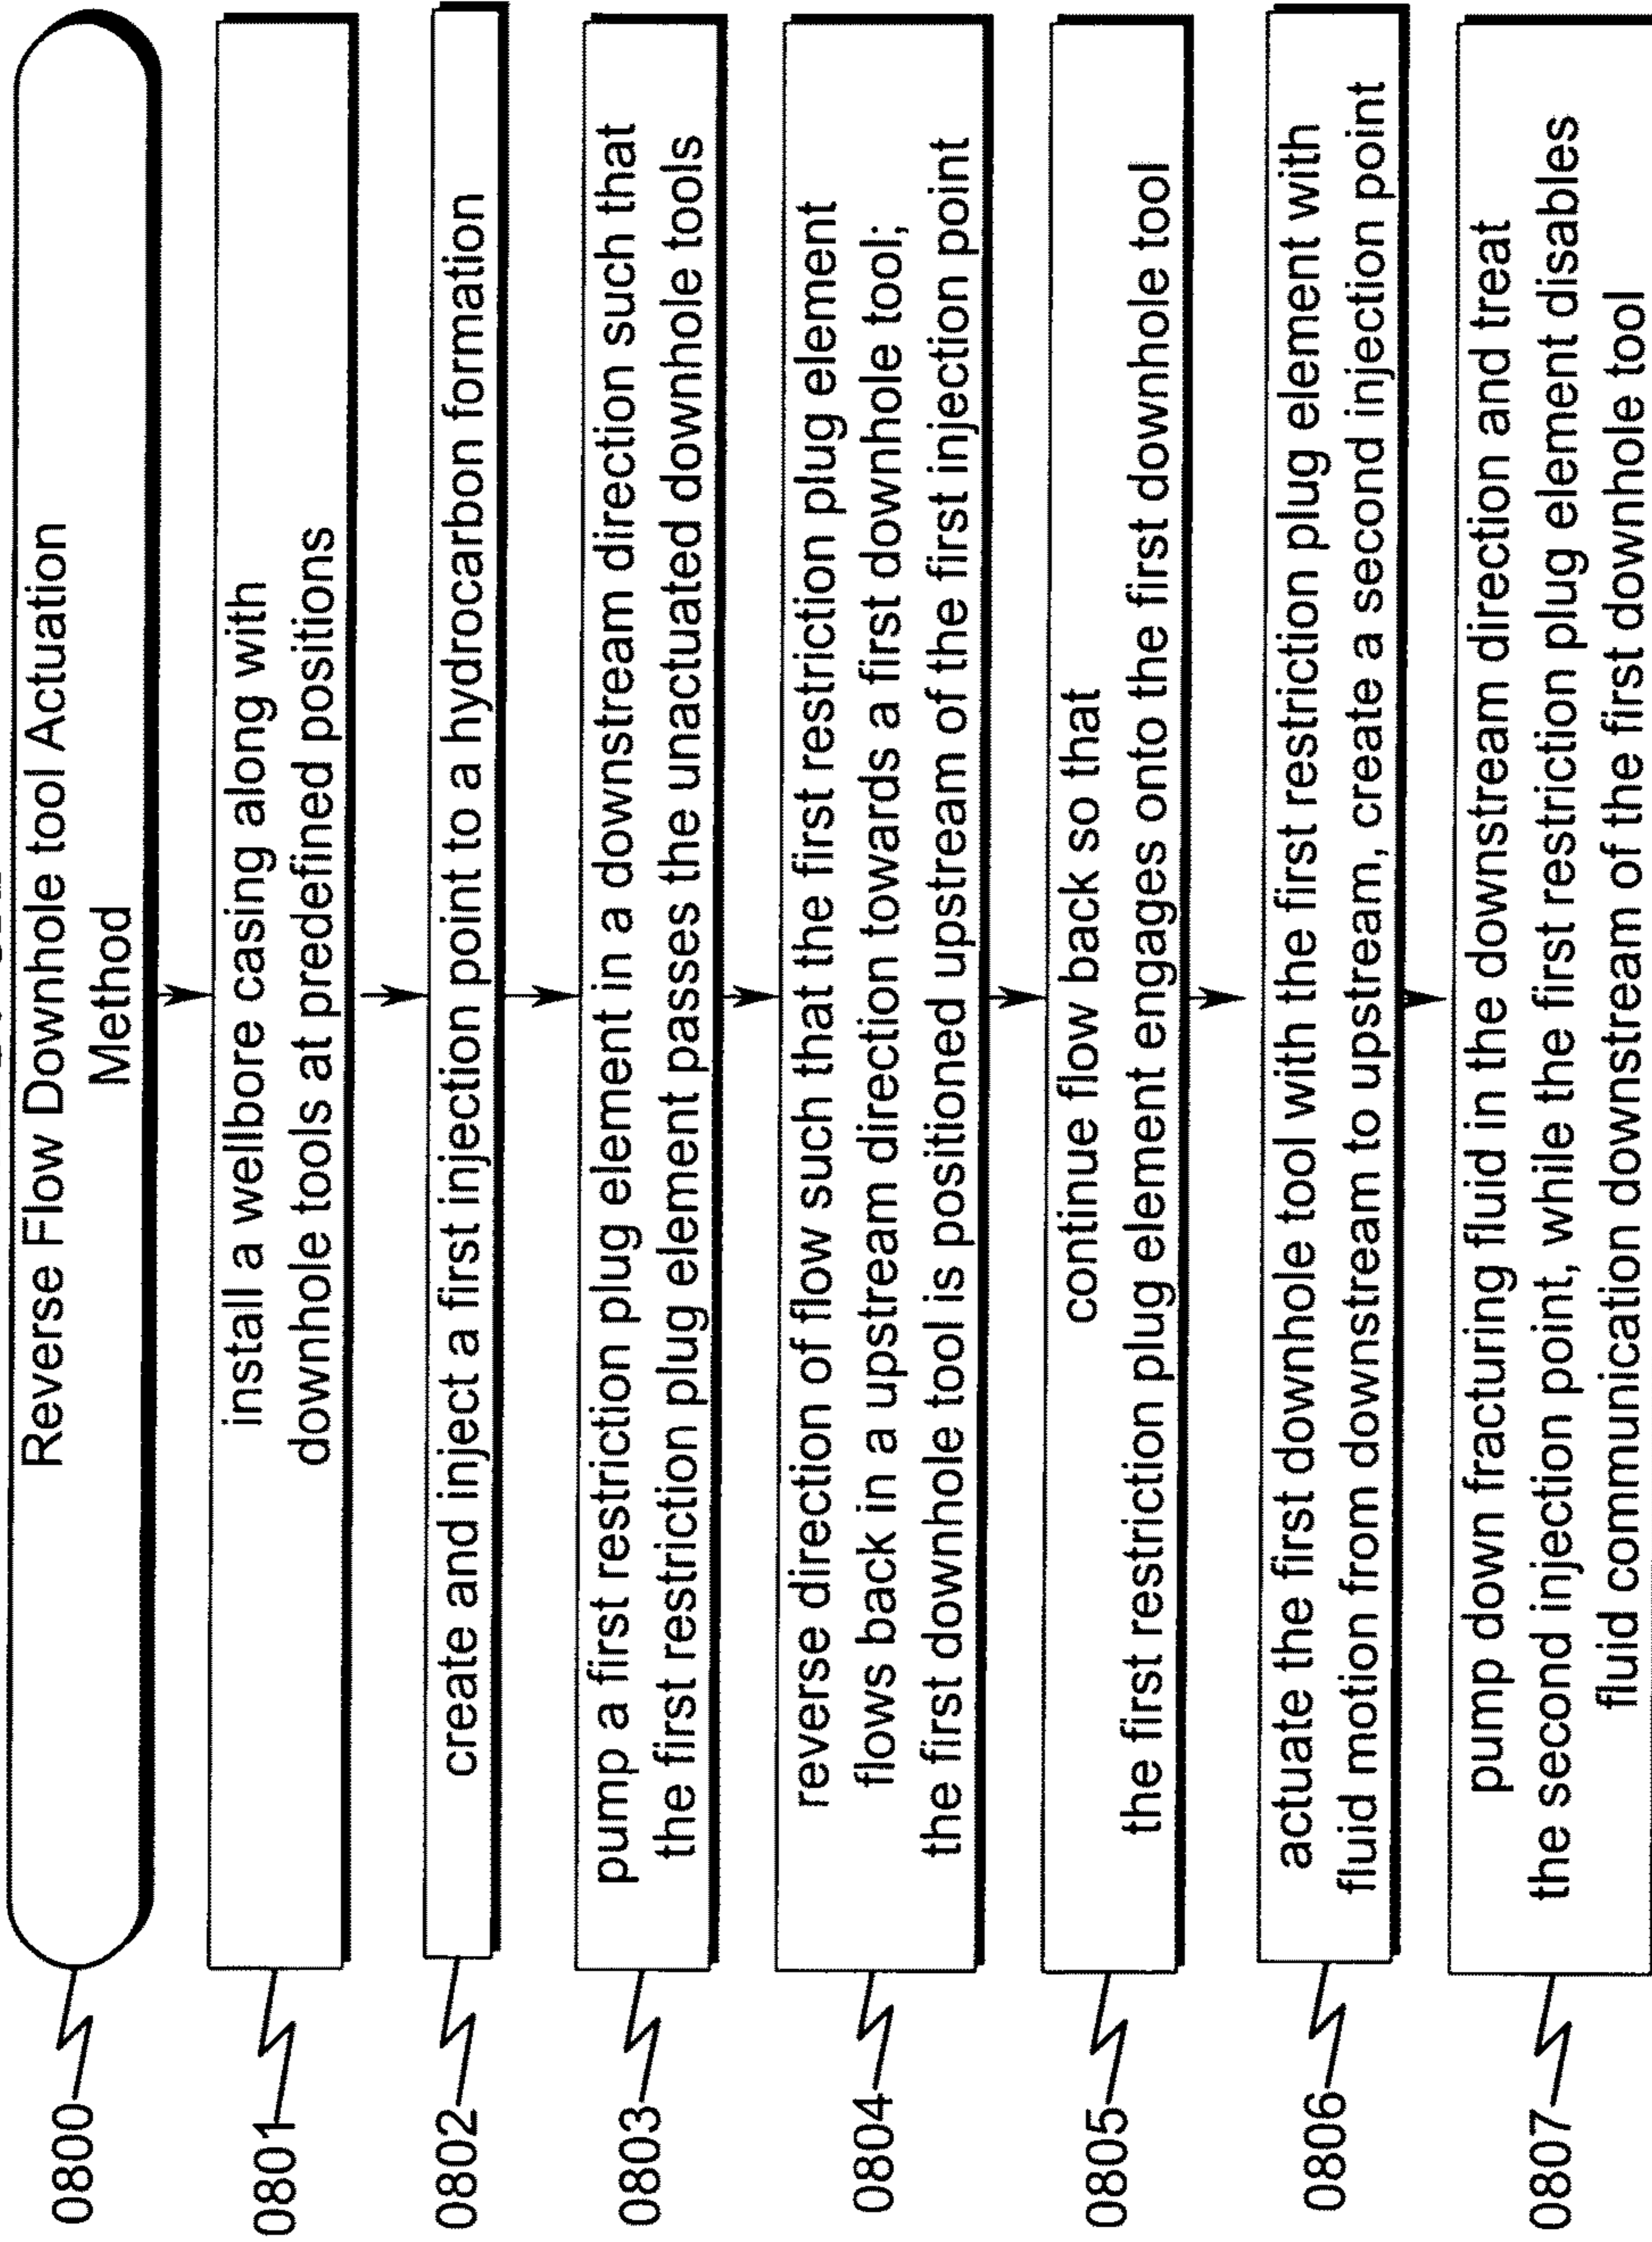 Reverse Flow Downhole tool Actuation
Method
0800
install a wellbore casing along with
downhole tools at predefined positions
0801
create and inject a first injection point to a hydrocarbon formation
0802
pump a first restriction plug element in a downstream direction such that
the first restriction plug element passes the unactuated downhole tools
0803
reverse direction of flow such that the first restriction plug element
flows back in a upstream direction towards a first downhole tool;
the first downhole tool is positioned upstream of the first injection point
0804
continue flow back so that
the first restriction plug element engages onto the first downhole tool
0805
actuate the first downhole tool with the first restriction plug element with
fluid motion from downstream to upstream, create a second injection point
0806
pump down fracturing fluid in the downstream direction and treat
the second injection point, while the first restriction plug element disables
fluid communication downstream of the first downhole tool
0807